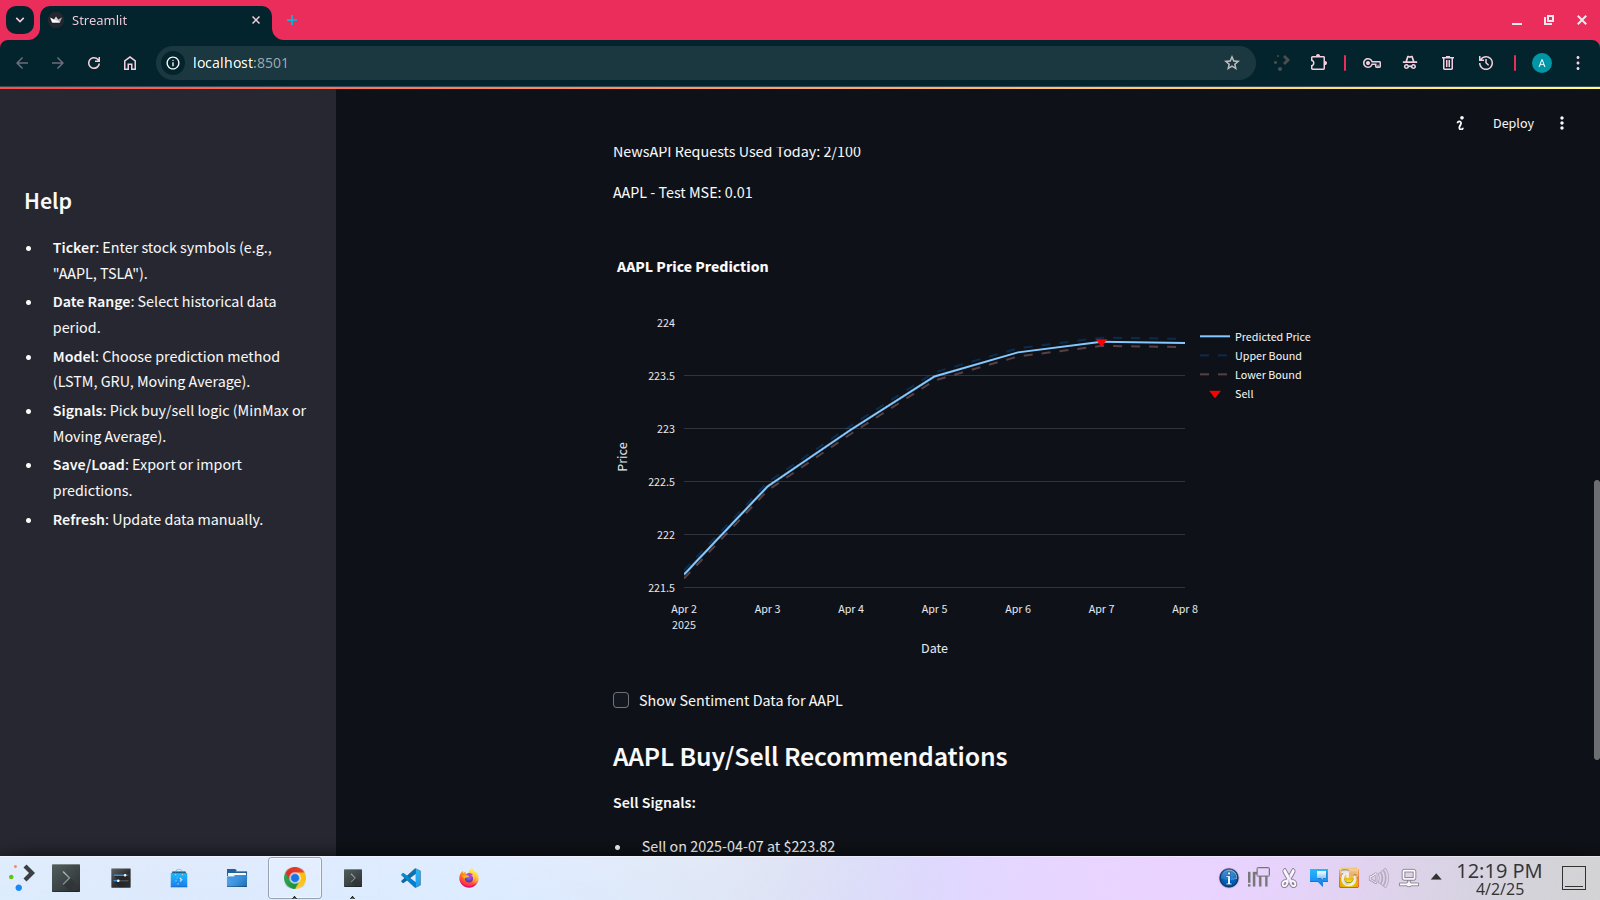 Streamlit
localhost:8501
A
Deploy
Help
Ticker: Enter stock symbols (e.g.,
"AAPL, TSLA").
Date Range: Select historical data
period.
Model: Choose prediction method
(LSTM, GRU, Moving Average).
Signals: Pick buy/sell logic (MinMax or
Moving Average).
Save/Load: Export or import
predictions.
Refresh: Update data manually.
NewsAPI Requests Used Today: 2/100
AAPL - Test MSE: 0.01
AAPL Price Prediction
224
223.5
223
222.5
222
221.5
Price
Apr 2
2025
Apr 3
Apr 4
Apr 5
Apr 6
Apr 7
Apr 8
Date
Predicted Price
Upper Bound
Lower Bound
Sell
Show Sentiment Data for AAPL
AAPL Buy/Sell Recommendations
Sell Signals:
Sell on 2025-04-07 at $223.82
12:19 PM
4/2/25